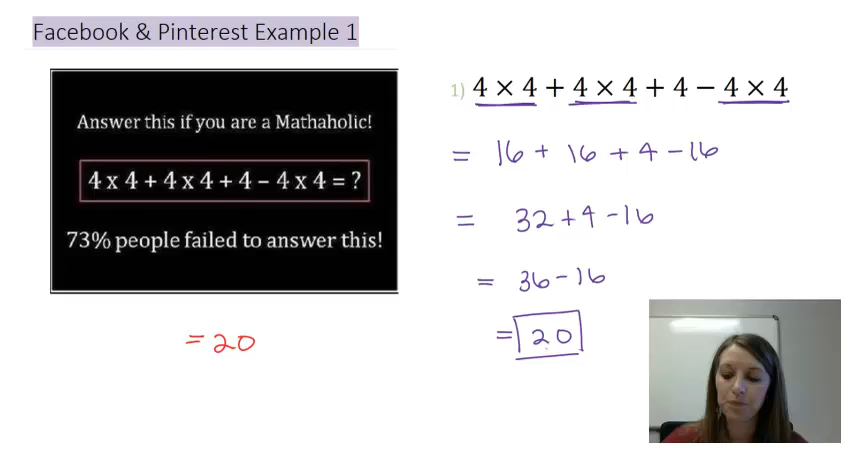 Facebook & Pinterest Example 1
Answer this if you are a Mathaholic!
4 x 4 + 4 x 4 + 4 – 4 x 4 = ?
73% people failed to answer this!
= 20
1) 4 × 4 + 4 × 4 + 4 − 4 × 4
= 16 + 16 + 4 - 16
= 32 + 4 - 16
= 36 - 16
= 20